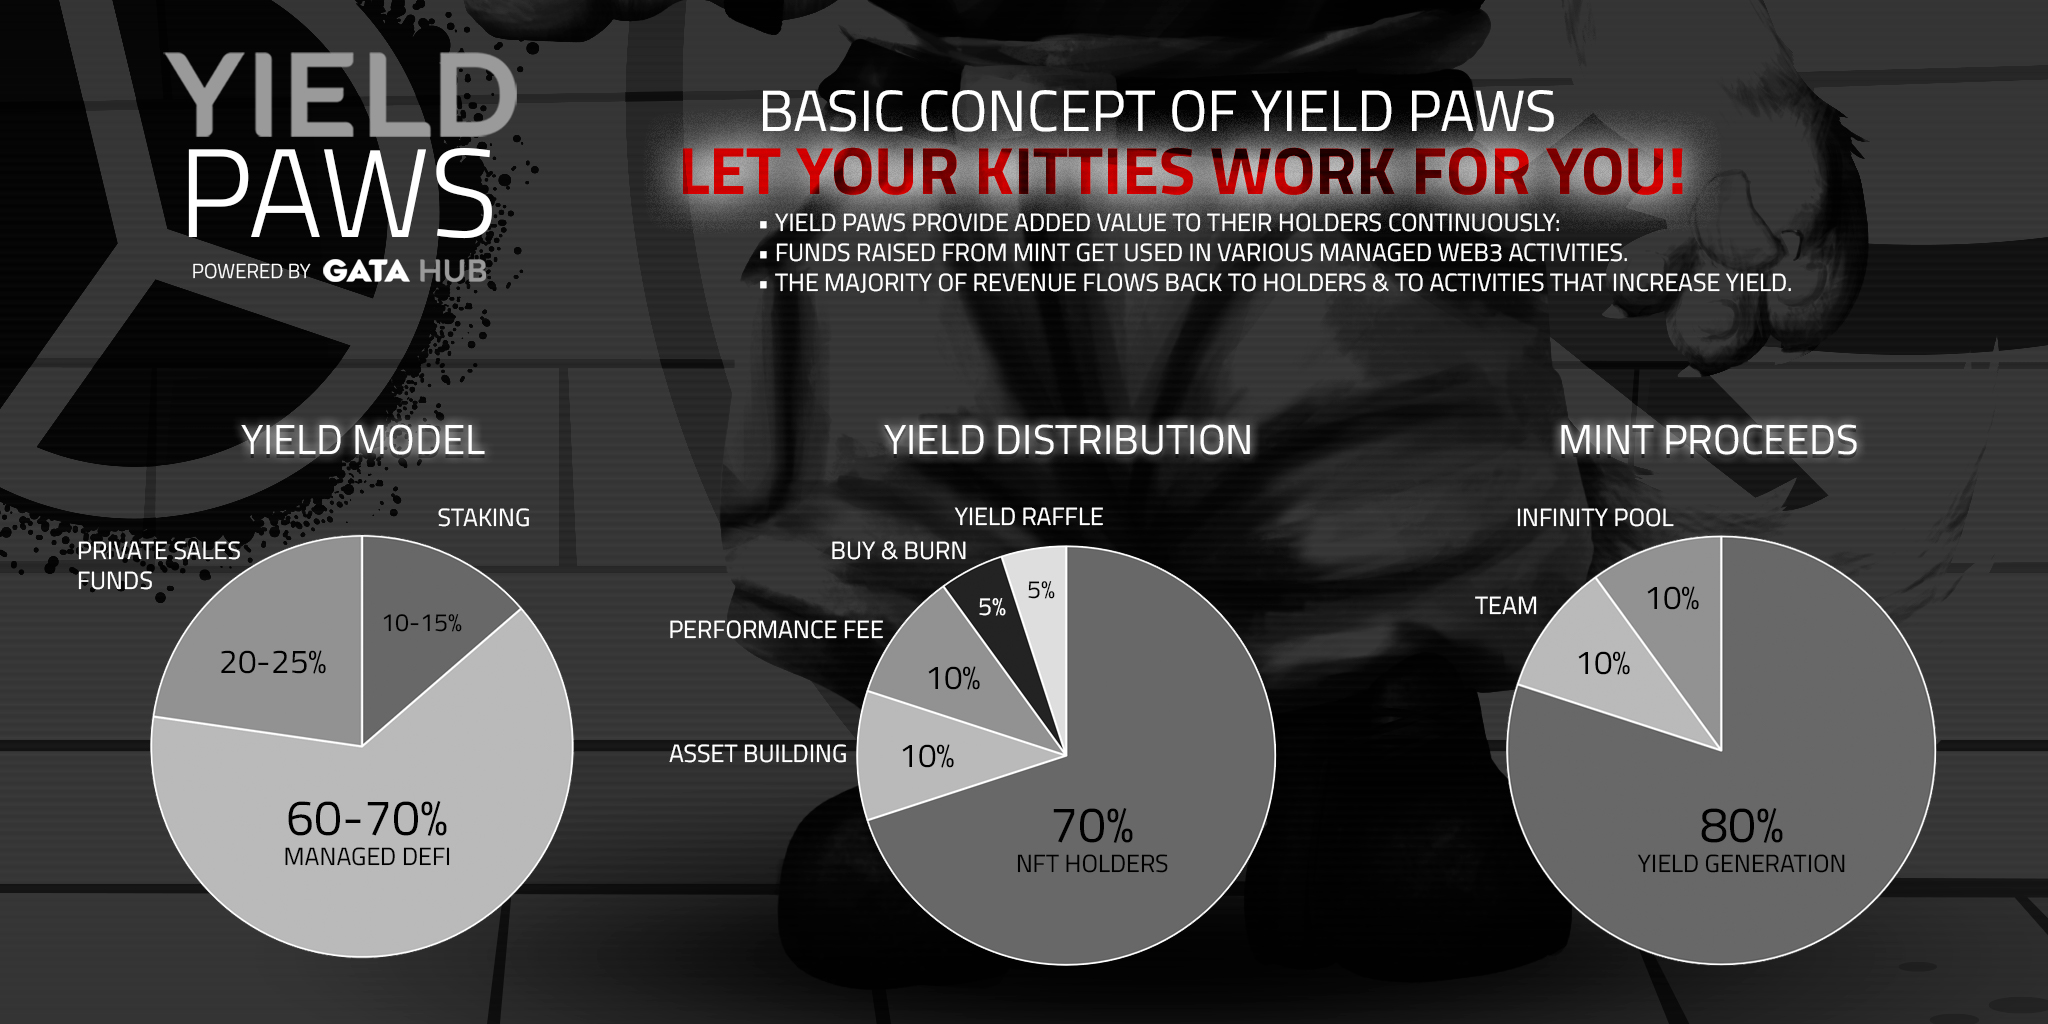 YIELD
PAWS
POWERED BY GATA HUB
BASIC CONCEPT OF YIELD PAWS
LET YOUR KITTIES WORK FOR YOU!
▪ YIELD PAWS PROVIDE ADDED VALUE TO THEIR HOLDERS CONTINUOUSLY:
▪ FUNDS RAISED FROM MINT GET USED IN VARIOUS MANAGED WEB3 ACTIVITIES.
▪ THE MAJORITY OF REVENUE FLOWS BACK TO HOLDERS & TO ACTIVITIES THAT INCREASE YIELD.
YIELD MODEL
STAKING
PRIVATE SALES
FUNDS
10-15%
20-25%
60-70%
MANAGED DEFI
YIELD DISTRIBUTION
YIELD RAFFLE
BUY & BURN
5%
5%
PERFORMANCE FEE
10%
ASSET BUILDING
10%
70%
NFT HOLDERS
MINT PROCEEDS
INFINITY POOL
10%
TEAM
10%
80%
YIELD GENERATION